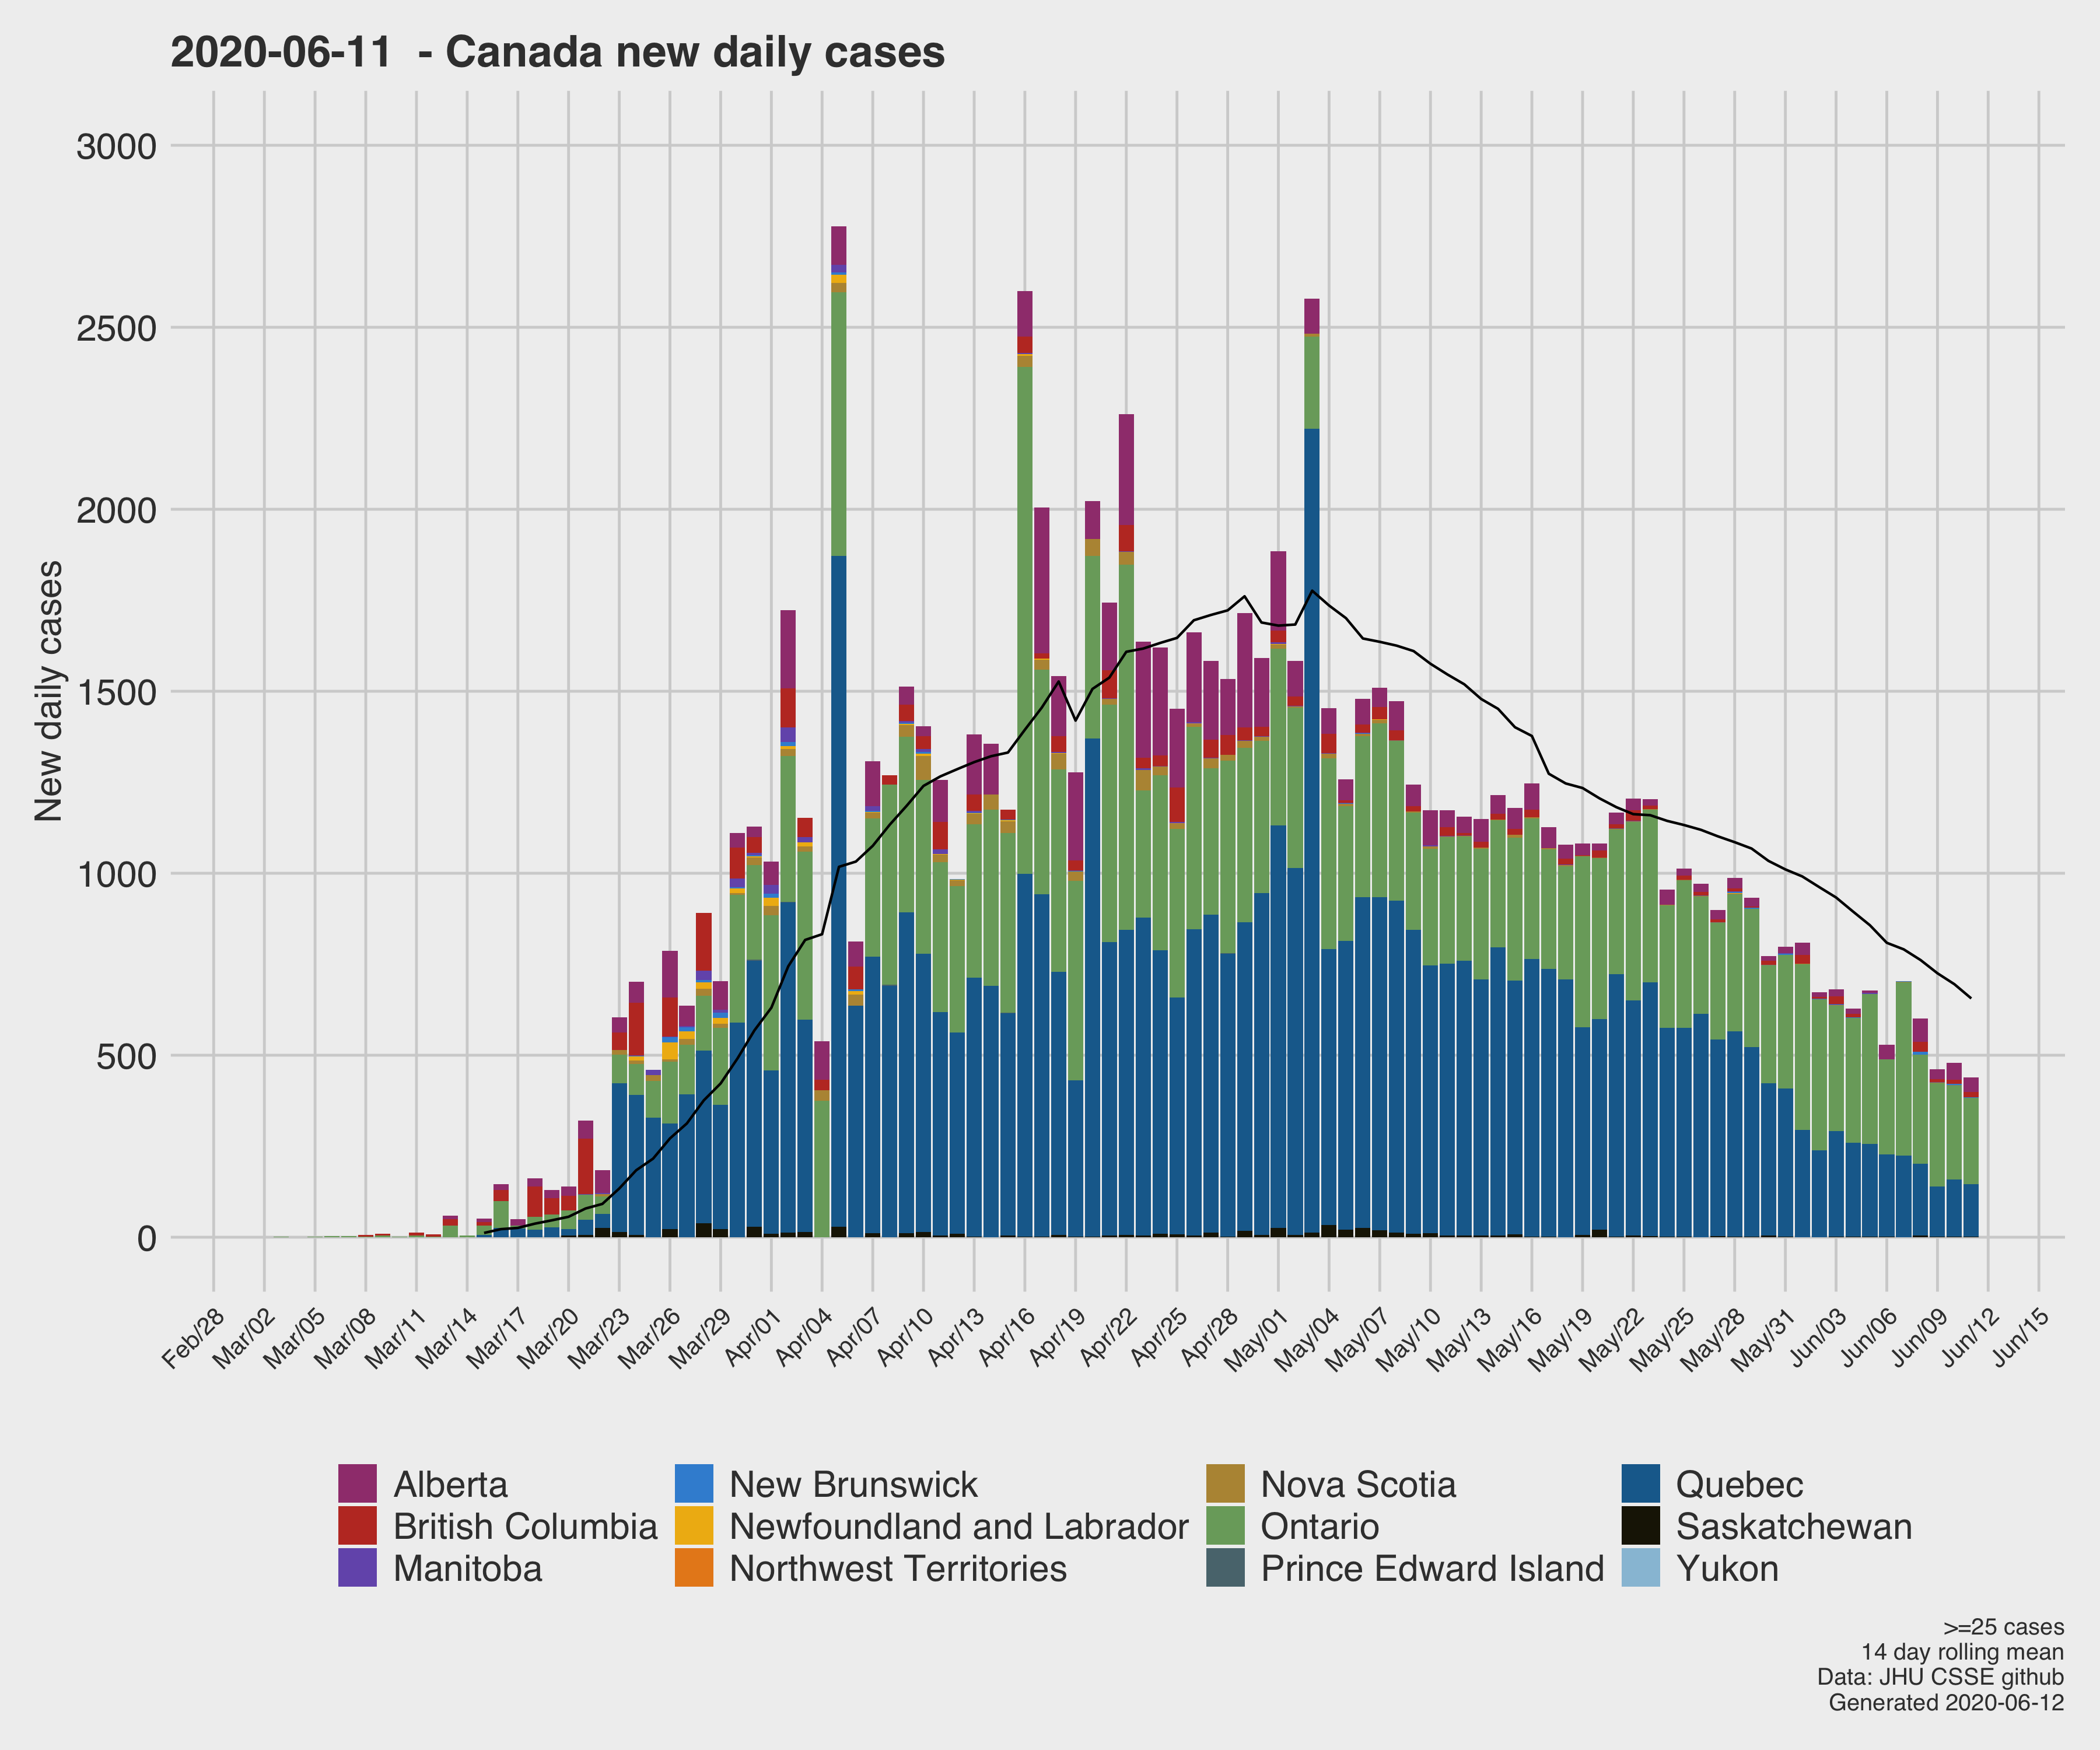 2020-06-11 - Canada new daily cases
New daily cases
3000
2500
2000
1500
1000
500
0
Feb/28
Mar/02
Mar/05
Mar/08
Mar/11
Mar/14
Mar/17
Mar/20
Mar/23
Mar/26
Mar/29
Apr/01
Apr/04
Apr/07
Apr/10
Apr/13
Apr/16
Apr/19
Apr/22
Apr/25
Apr/28
May/01
May/04
May/07
May/10
May/13
May/16
May/19
May/22
May/25
May/28
May/31
Jun/03
Jun/06
Jun/09
Jun/12
Jun/15
Alberta
British Columbia
Manitoba
New Brunswick
Newfoundland and Labrador
Northwest Territories
Nova Scotia
Ontario
Prince Edward Island
Quebec
Saskatchewan
Yukon
>=25 cases
14 day rolling mean
Data: JHU CSSE github
Generated 2020-06-12